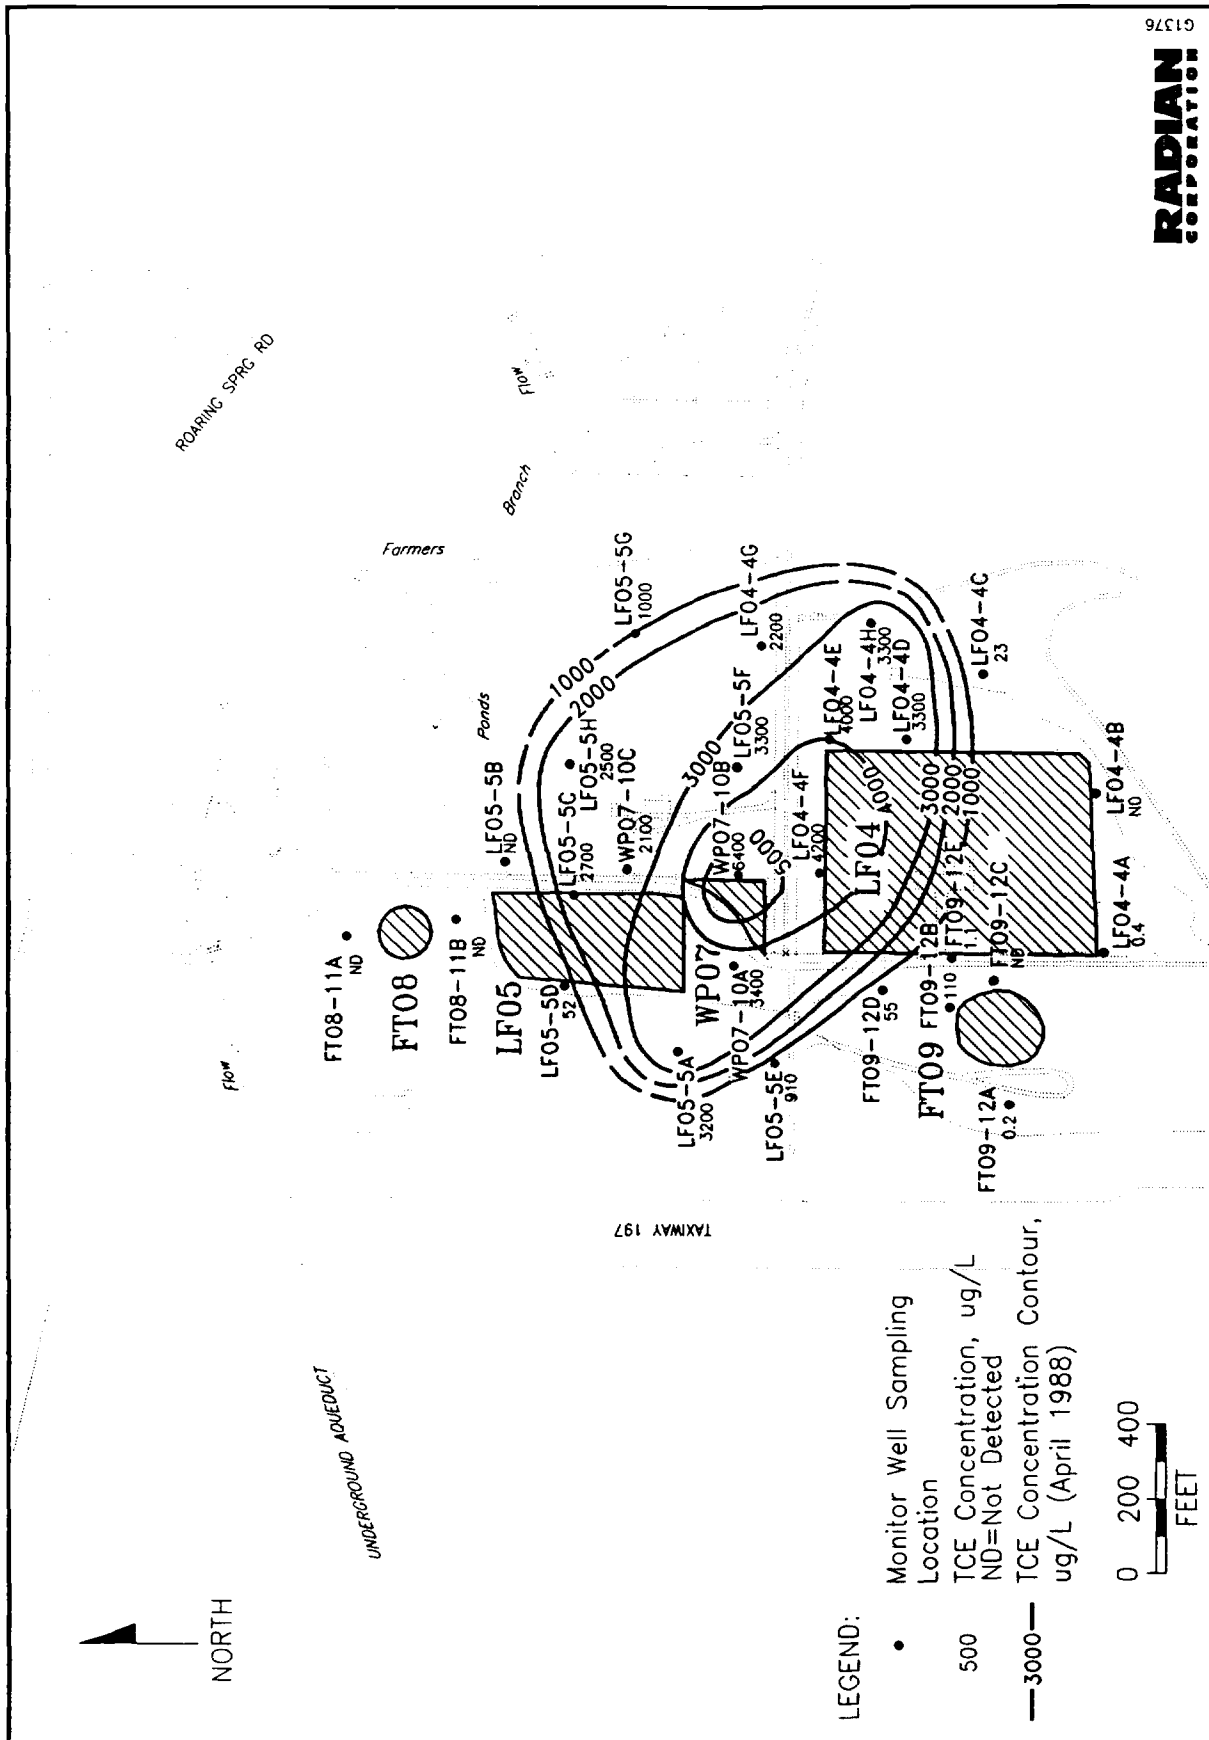 G1376
RADIAN
CORPORATION
ROARING SPRG RD
Flow
Branch
Farmers
Ponds
Flow
UNDERGROUND AQUEDUCT
TAXIWAY 197
NORTH
FT08-11A
ND
FT08
FT08-11B
ND
LF05
LF05-5B
ND
LF05-5C
2700
LF05-5D
52
LF05-5H
2500
WP07-10C
2100
LF05-5G
1000
1000
2000
3000
LF05-5A
3200
WP07
WP07-10A
3400
WP07-10B
6400
5000
LF05-5F
3300
LF04-4G
2200
LF05-5E
910
LF04-4F
4200
LF04-4E
4000
LF04
4000
LF04-4H
3300
LF04-4D
3300
FT09-12D
55
FT09
FT09-12B
110
FT09-12E
1.1
3000
2000
1000
LF04-4C
23
FT09-12C
ND
FT09-12A
0.2
LF04-4A
0.4
LF04-4B
ND
LEGEND:
Monitor Well Sampling
Location
500 TCE Concentration, ug/L
ND=Not Detected
—3000— TCE Concentration Contour,
ug/L (April 1988)
0 200 400
FEET